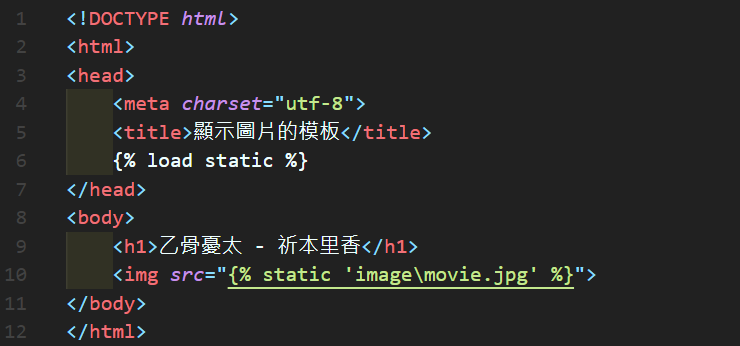 1 <!DOCTYPE html>
2 <html>
3 <head>
4     <meta charset="utf-8">
5     <title>顯示圖片的模板</title>
6     {% load static %}
7 </head>
8 <body>
9     <h1>乙骨憂太 - 祈本里香</h1>
10     <img src="{% static 'image\movie.jpg' %}">
11 </body>
12 </html>